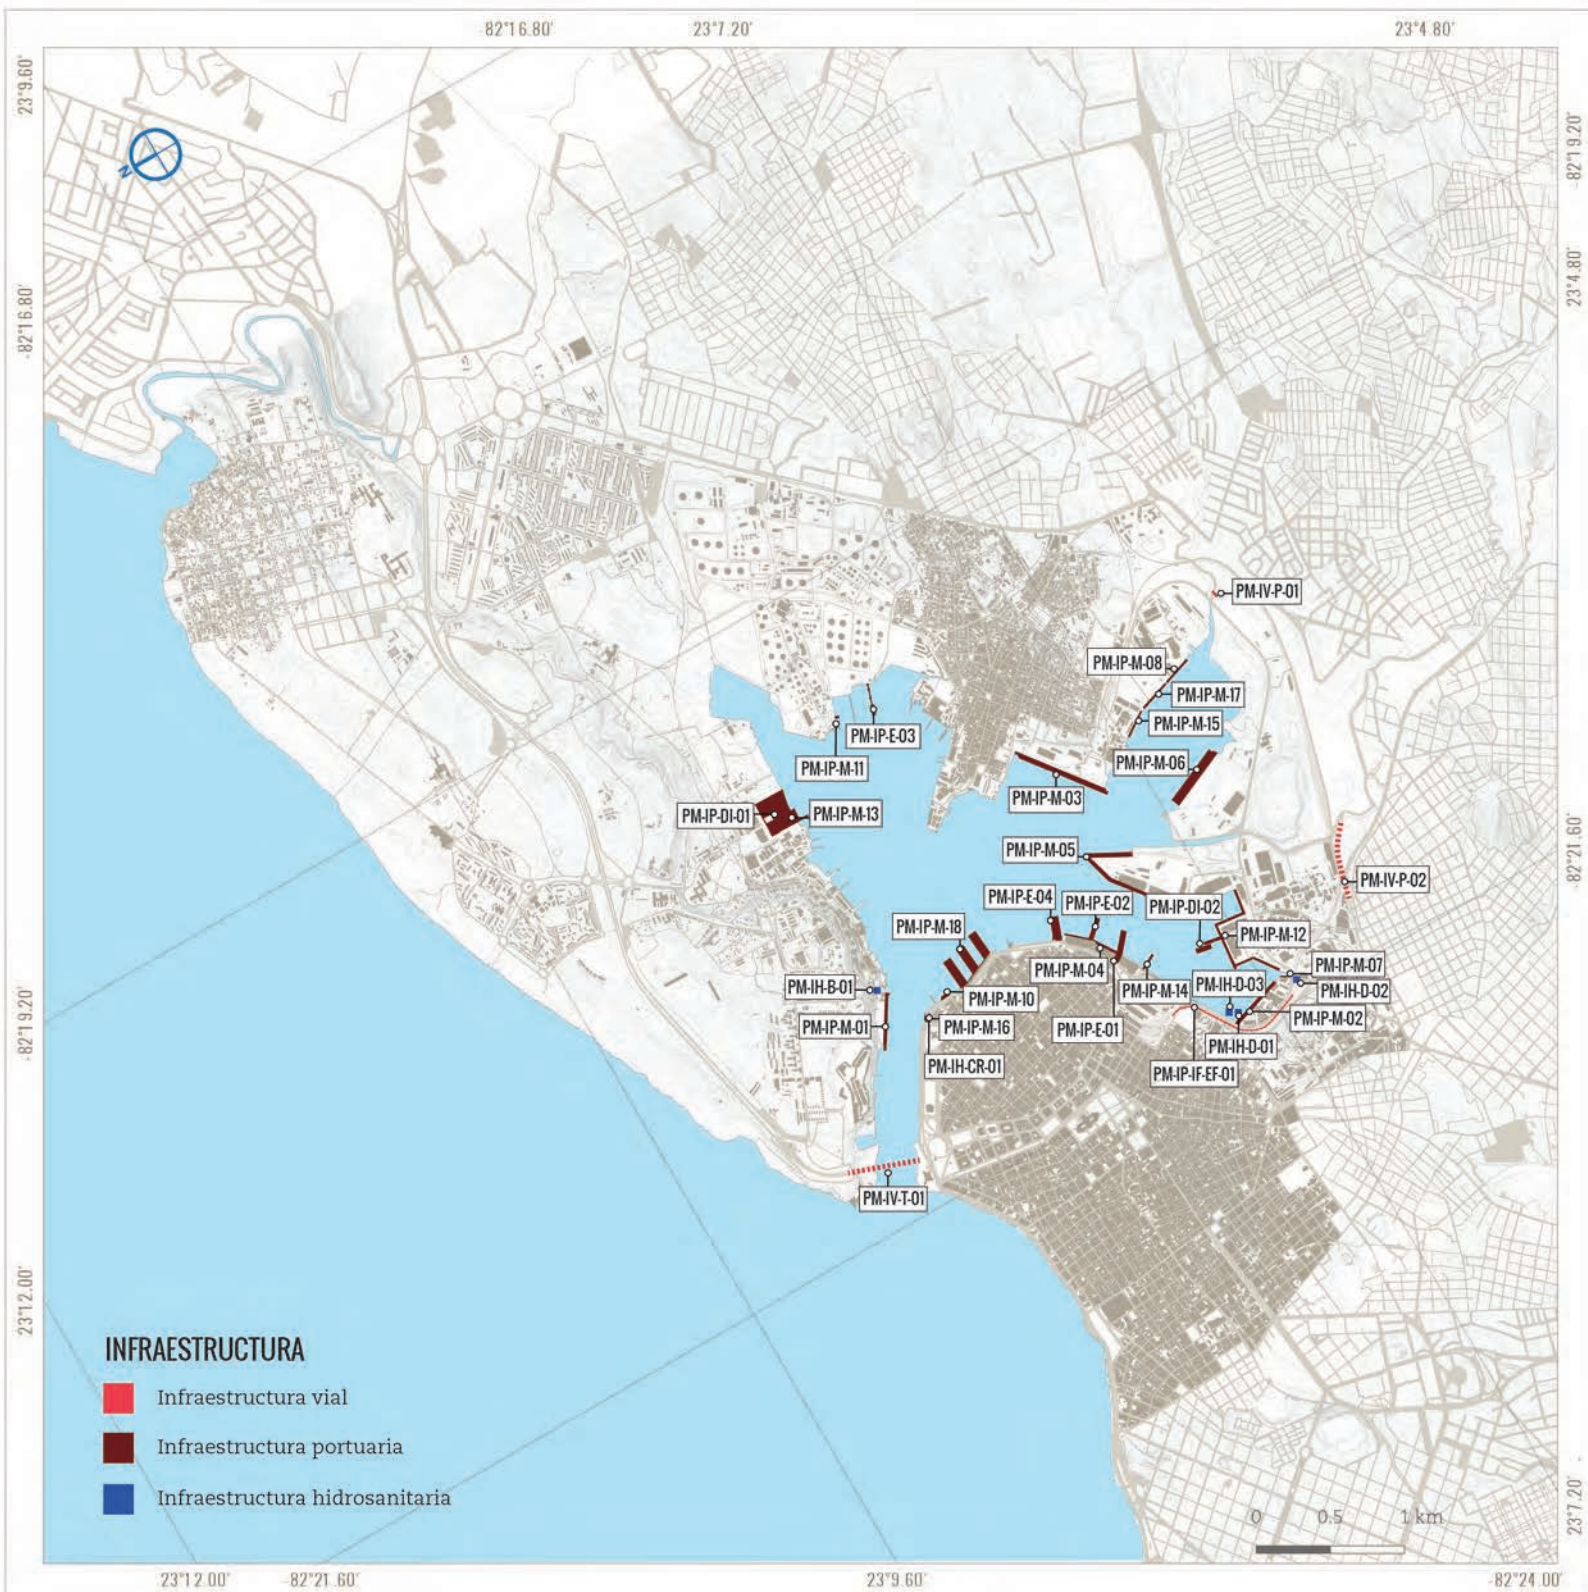 -82°16.80'
23°7.20'
23°4.80'
23°9.60'
-82°19.20'
N
23°4.80'
-82°16.80'
PM-IV-P-01
PM-IP-M-08
PM-IP-M-17
PM-IP-M-15
PM-IP-E-03
PM-IP-M-11
PM-IP-M-06
PM-IP-M-03
PM-IP-DI-01
PM-IP-M-13
PM-IP-M-05
-82°21.60'
PM-IV-P-02
PM-IP-E-04
PM-IP-E-02
PM-IP-DI-02
PM-IP-M-18
PM-IP-M-12
PM-IP-M-04
PM-IP-M-07
PM-IH-B-01
PM-IP-M-14
PM-IH-D-03
PM-IH-D-02
PM-IP-M-10
PM-IP-M-01
PM-IP-M-16
PM-IP-E-01
PM-IP-M-02
PM-IH-D-01
-82°19.20'
PM-IH-CR-01
PM-IP-IF-EF-01
PM-IV-T-01
23°12.00'
INFRAESTRUCTURA
Infraestructura vial
Infraestructura portuaria
Infraestructura hidrosanitaria
0 0.5 1 km
23°7.20'
23°12.00'
-82°21.60'
23°9.60'
-82°24.00'